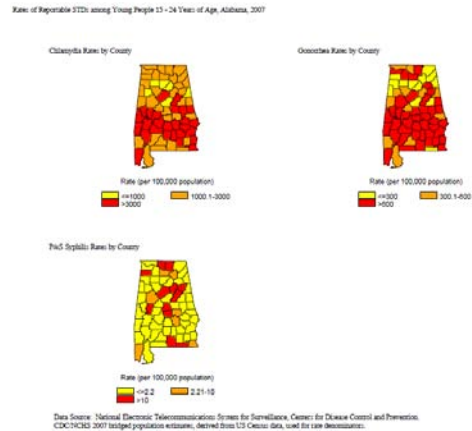 Rates of Reportable STDs among Young People 15 - 24 Years of Age, Alabama, 2007
Chlamydia Rates by County
Gonorrhea Rates by County
Rate (per 100,000 population)
<=1000
1000.1-3000
>3000
Rate (per 100,000 population)
<=300
300.1-600
>600
P&S Syphilis Rates by County
Rate (per 100,000 population)
<=2.2
2.21-10
>10
Data Source: National Electronic Telecommunications System for Surveillance, Centers for Disease Control and Prevention.
CDC/NCHS 2007 bridged population estimates, derived from US Census data, used for rate denominators.